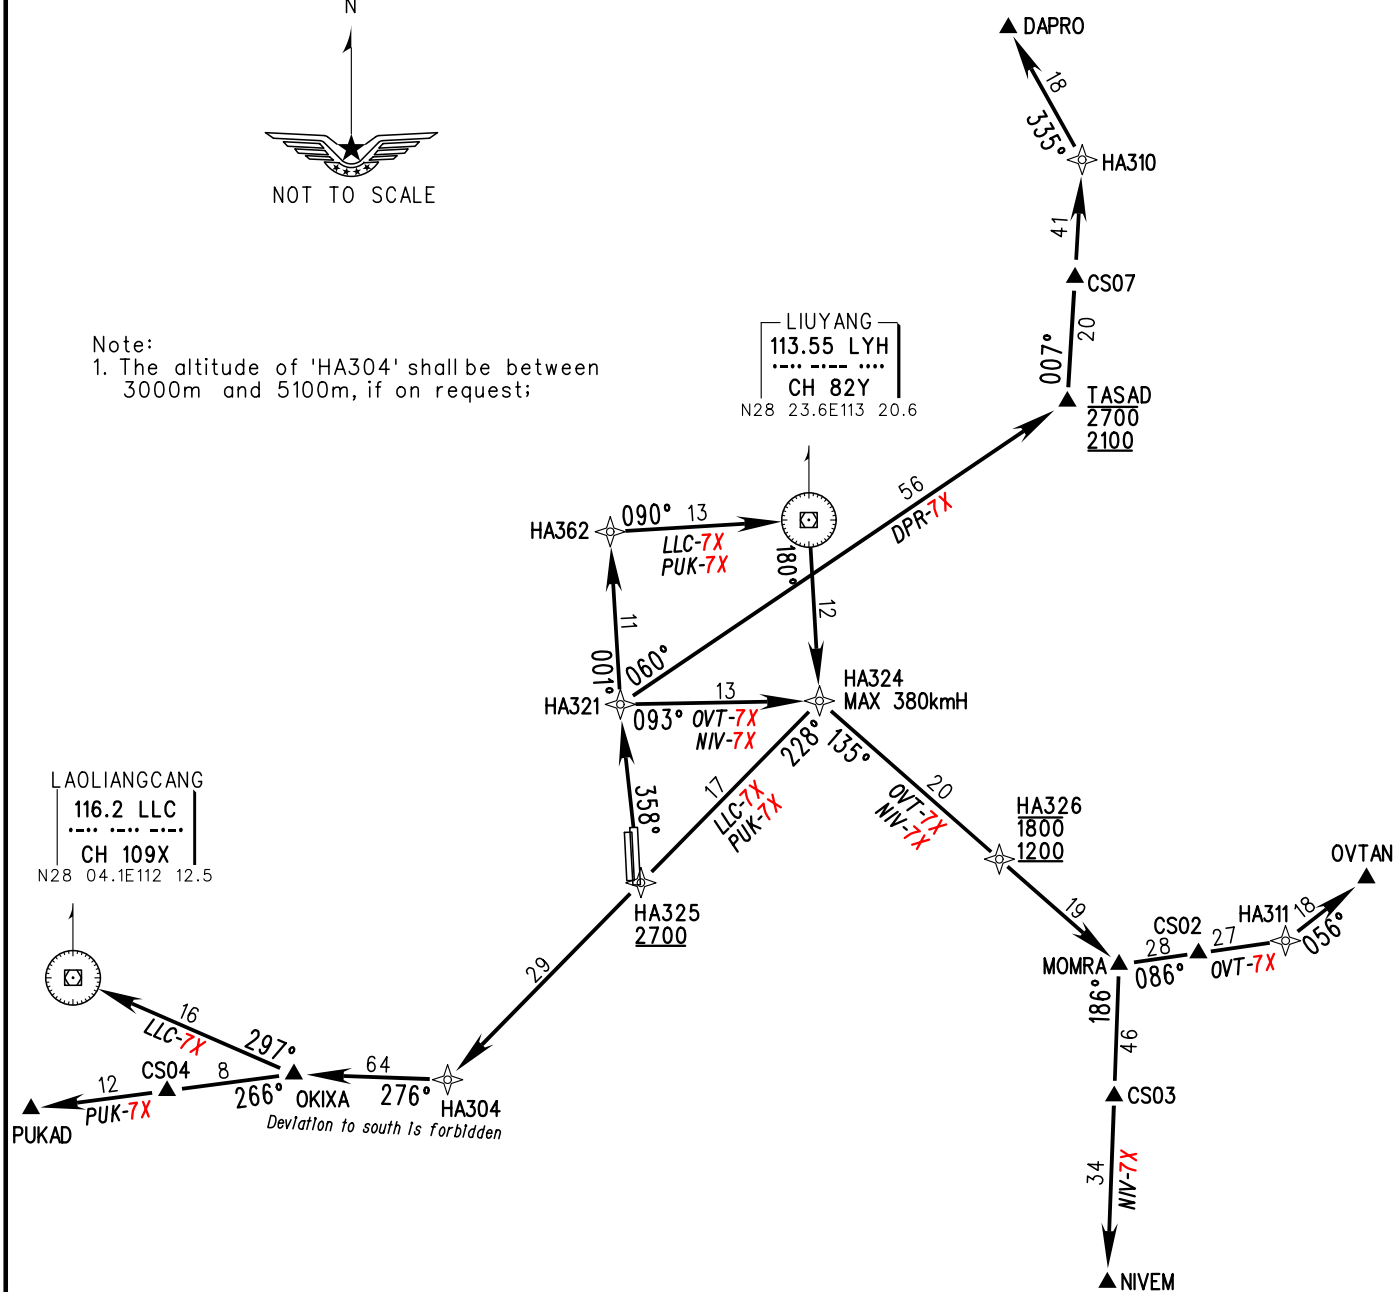 N
NOT TO SCALE
DAPRO
18
335°
HA310
41
CS07
20
007°
TASAD
2700
2100
Note:
1. The altitude of 'HA304' shall be between
3000m and 5100m, if on request;
LIUYANG
113.55 LYH
CH 82Y
N28 23.6E113 20.6
56
DPR-7X
HA362
090°
13
LLC-7X
PUK-7X
180°
12
11
001°
060°
HA321
13
093°
OVT-7X
NIV-7X
HA324
MAX 380kmH
228°
135°
358°
17
LLC-7X
PUK-7X
20
OVT-7X
NIV-7X
HA326
1800
1200
LAOLIANGCANG
116.2 LLC
CH 109X
N28 04.1E112 12.5
HA325
2700
19
OVTAN
18
056°
HA311
CS02
27
OVT-7X
28
086°
MOMRA
186°
46
CS03
34
NIV-7X
NIVEM
29
16
LLC-7X
297°
64
276°
HA304
OKIXA
Deviation to south is forbidden
266°
8
CS04
12
PUK-7X
PUKAD